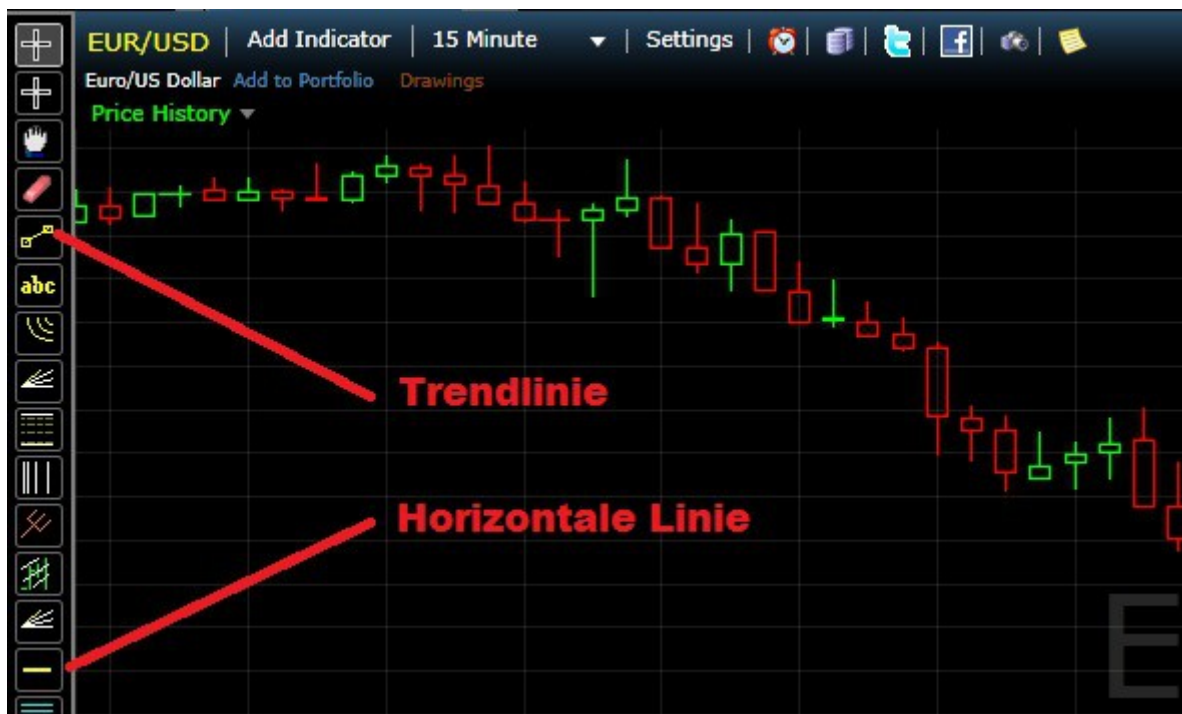 EUR/USD | Add Indicator | 15 Minute | Settings
Euro/US Dollar Add to Portfolio Drawings
Price History
abc
Trendlinie
Horizontale Linie
E